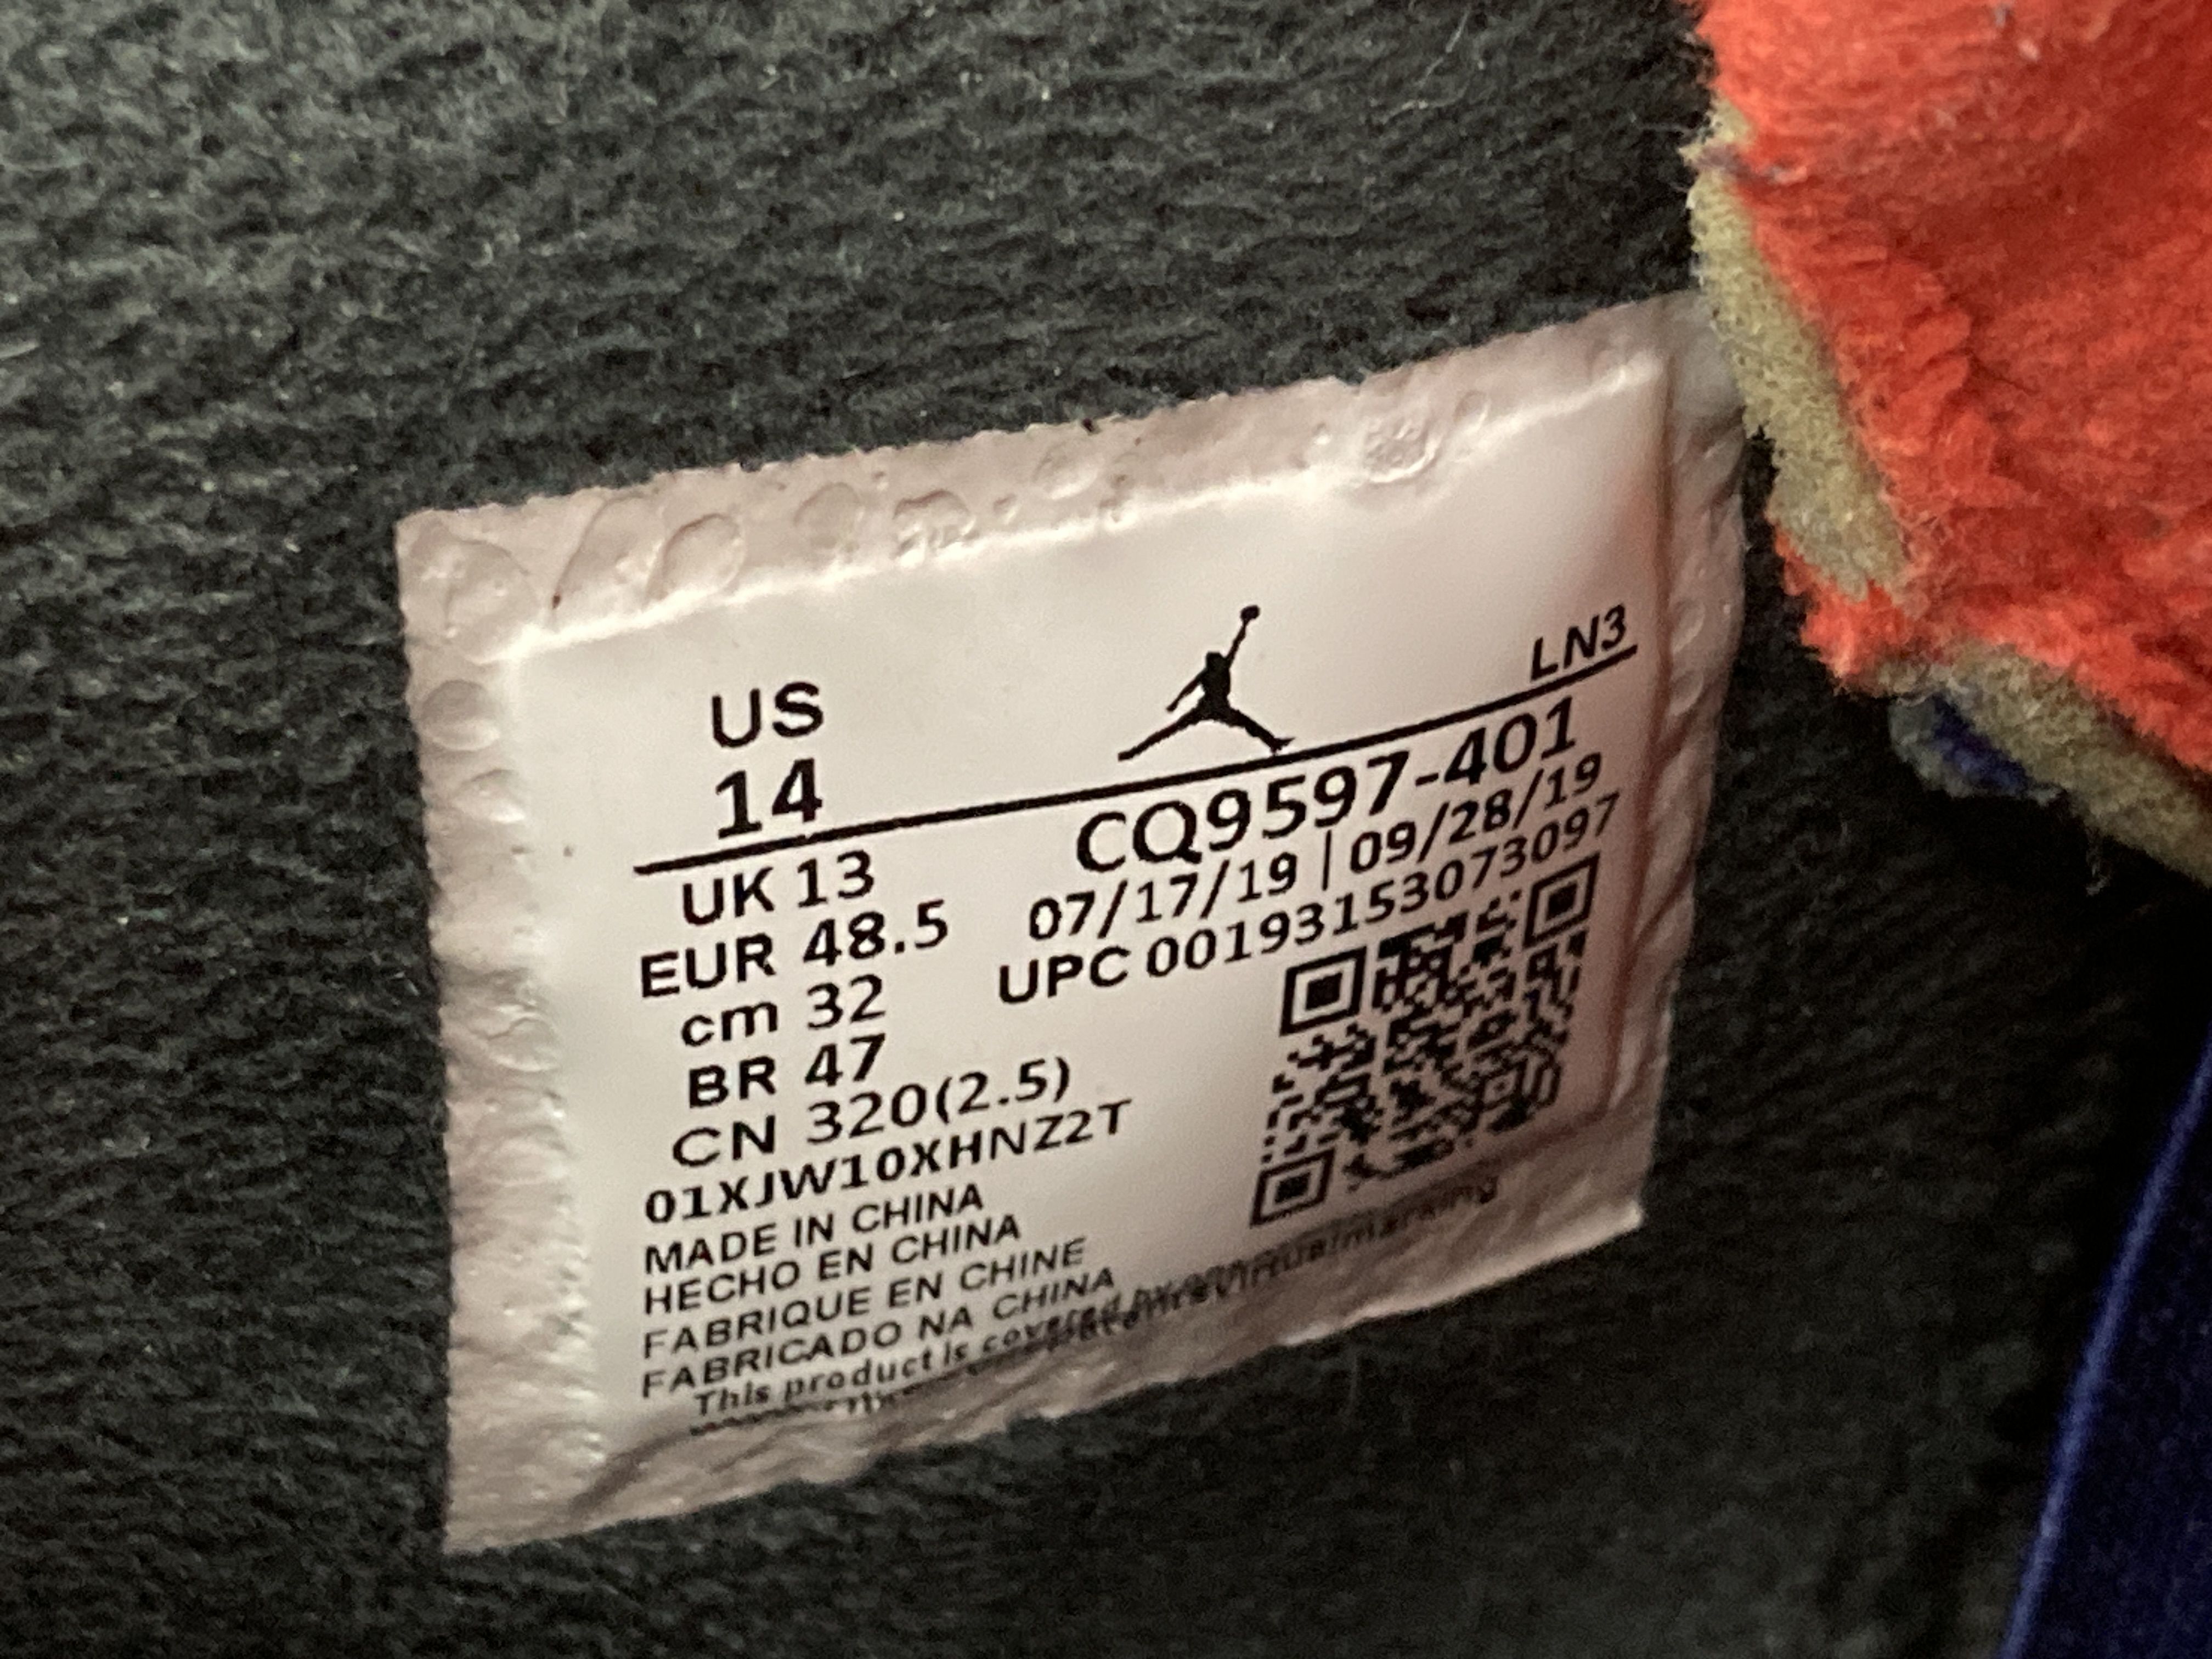 US
14
LN3
UK 13
EUR 48.5
cm 32
BR 47
CN 320(2.5)
CQ9597-401
07/17/19 | 09/28/19
UPC 00193153073097
01XJW10XHNZ2T
MADE IN CHINA
HECHO EN CHINA
FABRIQUE EN CHINE
FABRICADO NA CHINA
This product is covered by